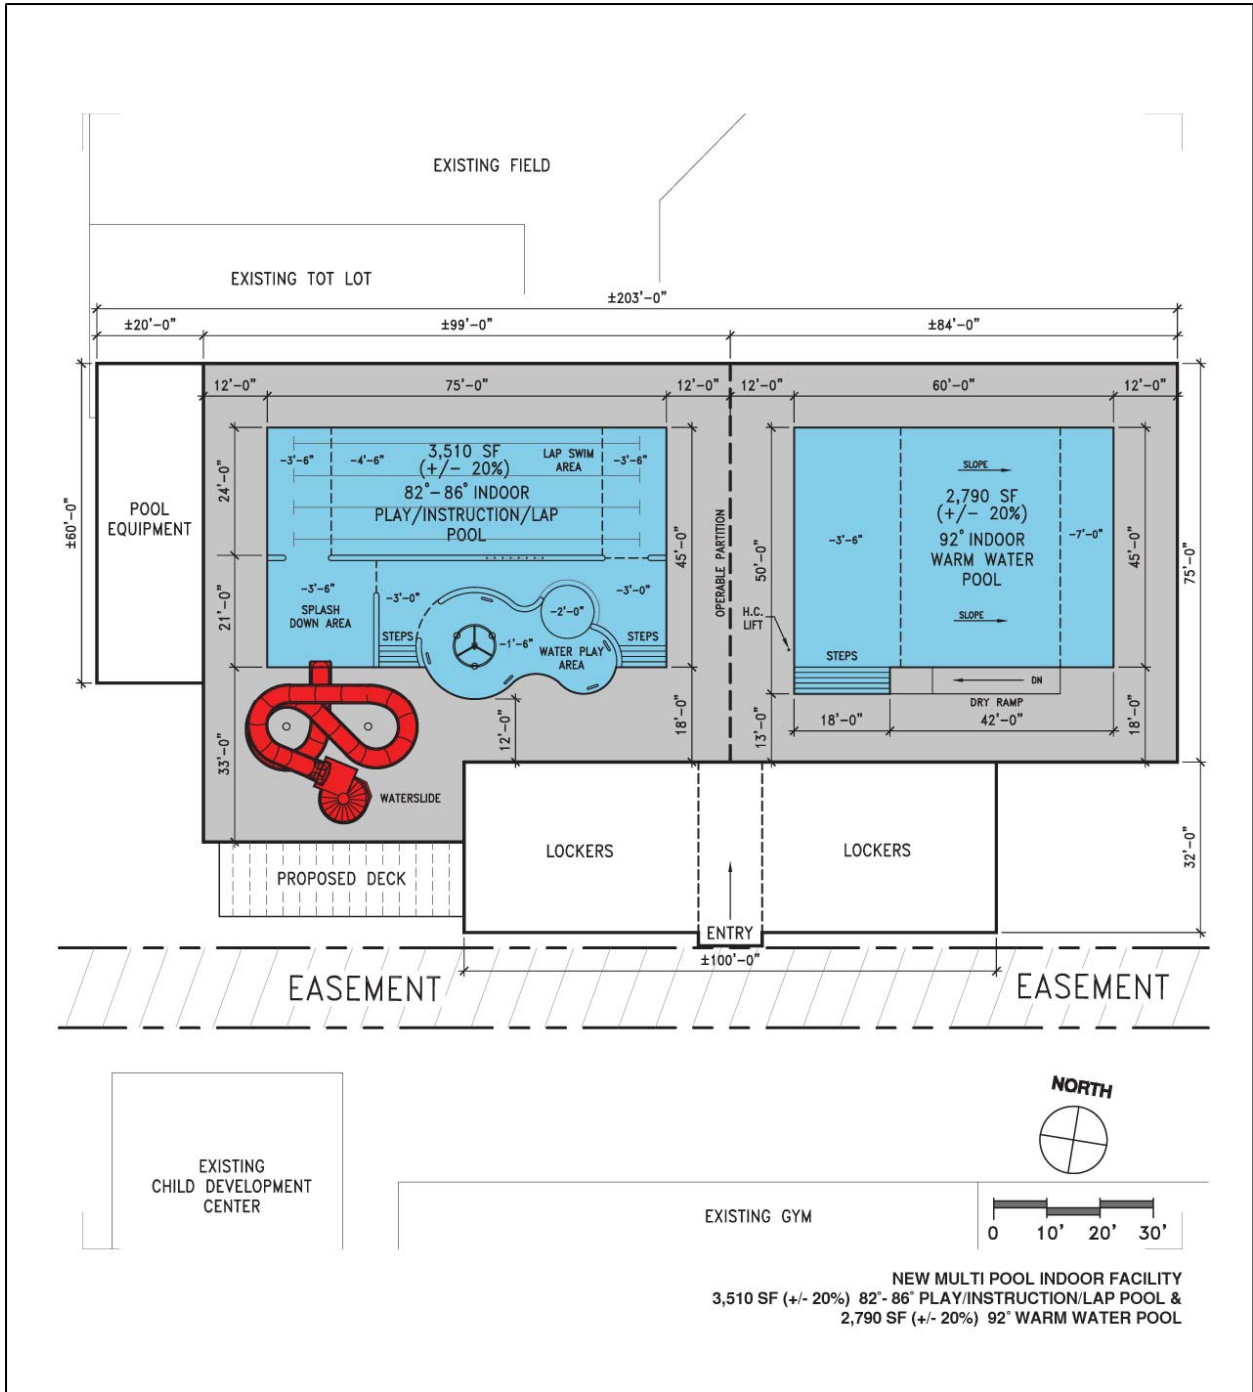 EXISTING FIELD
EXISTING TOT LOT
±203'-0"
±20'-0"
±99'-0"
±84'-0"
12'-0"
75'-0"
12'-0"
12'-0"
60'-0"
12'-0"
±60'-0"
POOL
EQUIPMENT
24'-0"
21'-0"
33'-0"
-3'-6"
-4'-6"
3,510 SF
(+/- 20%)
82°-86° INDOOR
PLAY/INSTRUCTION/LAP
POOL
LAP SWIM
AREA
-3'-6"
-3'-6"
SPLASH
DOWN AREA
-3'-0"
STEPS
-1'-6"
-2'-0"
WATER PLAY
AREA
-3'-0"
STEPS
45'-0"
18'-0"
12'-0"
OPERABLE PARTITION
50'-0"
13'-0"
H.C.
LIFT
-3'-6"
SLOPE
2,790 SF
(+/- 20%)
92° INDOOR
WARM WATER
POOL
SLOPE
-7'-0"
STEPS
DN
DRY RAMP
18'-0"
42'-0"
45'-0"
18'-0"
75'-0"
32'-0"
WATERSLIDE
PROPOSED DECK
LOCKERS
LOCKERS
ENTRY
±100'-0"
EASEMENT
EASEMENT
EXISTING
CHILD DEVELOPMENT
CENTER
EXISTING GYM
NORTH
0 10' 20' 30'
NEW MULTI POOL INDOOR FACILITY
3,510 SF (+/- 20%) 82°- 86° PLAY/INSTRUCTION/LAP POOL &
2,790 SF (+/- 20%) 92° WARM WATER POOL